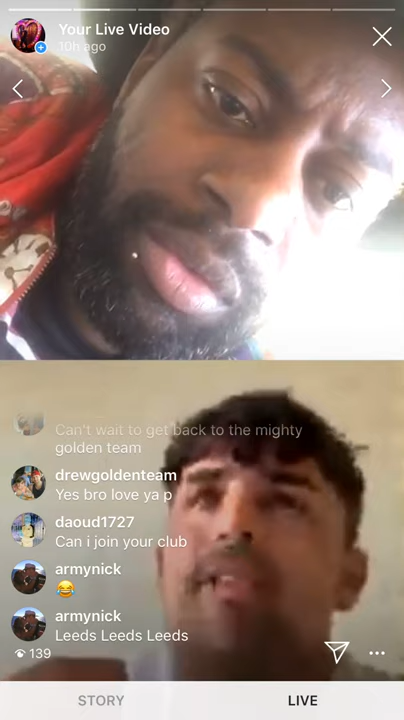 Your Live Video
10h ago
Can't wait to get back to the mighty
golden team
drewgoldenteam
Yes bro love ya p
daoud1727
Can i join your club
armynick
😂
armynick
Leeds Leeds Leeds
139
STORY
LIVE